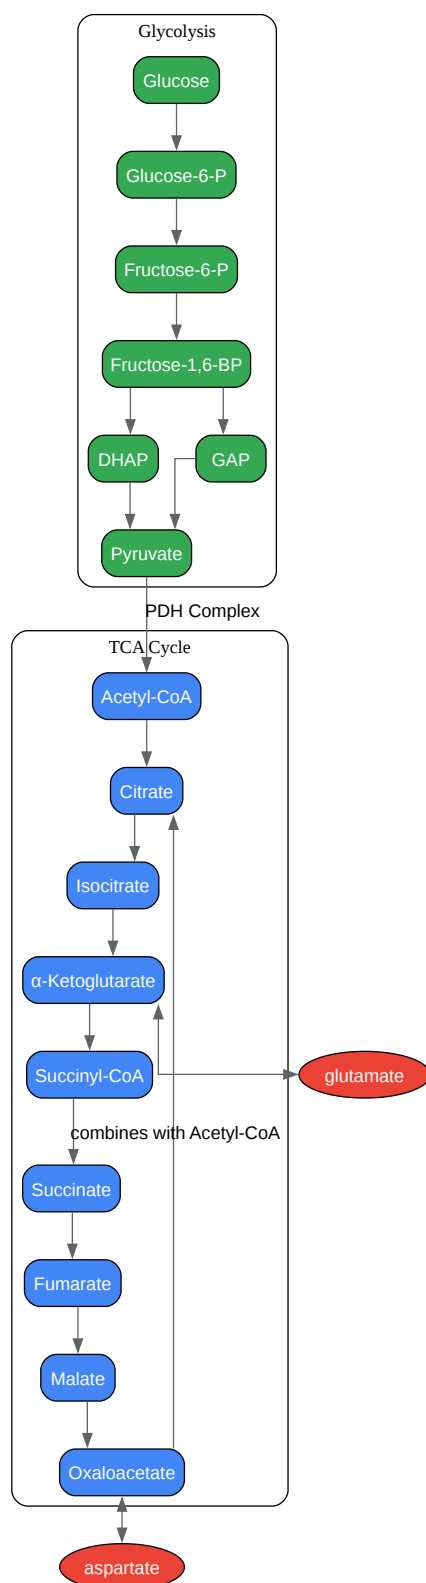 Glycolysis
Glucose
Glucose-6-P
Fructose-6-P
Fructose-1,6-BP
DHAP
GAP
Pyruvate
PDH Complex
TCA Cycle
Acetyl-CoA
Citrate
Isocitrate
α-Ketoglutarate
Succinyl-CoA
glutamate
combines with Acetyl-CoA
Succinate
Fumarate
Malate
Oxaloacetate
aspartate